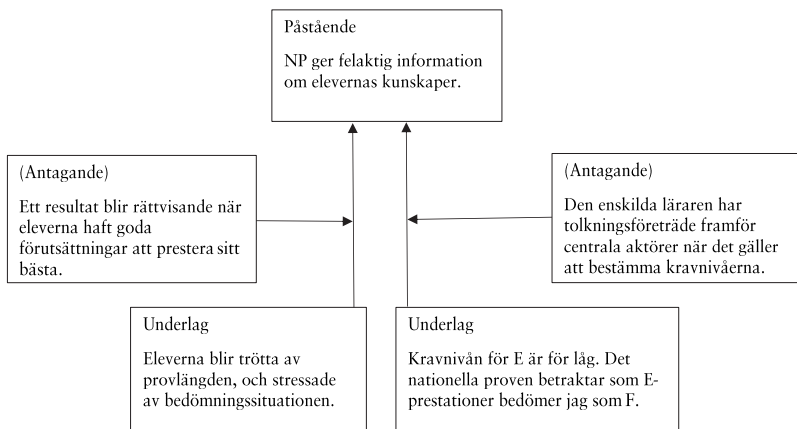 Påstående
NP ger felaktig information
om elevernas kunskaper.
(Antagande)
Ett resultat blir rättvisande när
eleverna haft goda
förutsättningar att prestera sitt
bästa.
(Antagande)
Den enskilda läraren har
tolkningsföreträde framför
centrala aktörer när det gäller
att bestämma kravnivåerna.
Underlag
Eleverna blir trötta av
provlängden, och stressade
av bedömningssituationen.
Underlag
Kravnivån för E är för låg. Det
nationella proven betraktar som E-
prestationer bedömer jag som F.